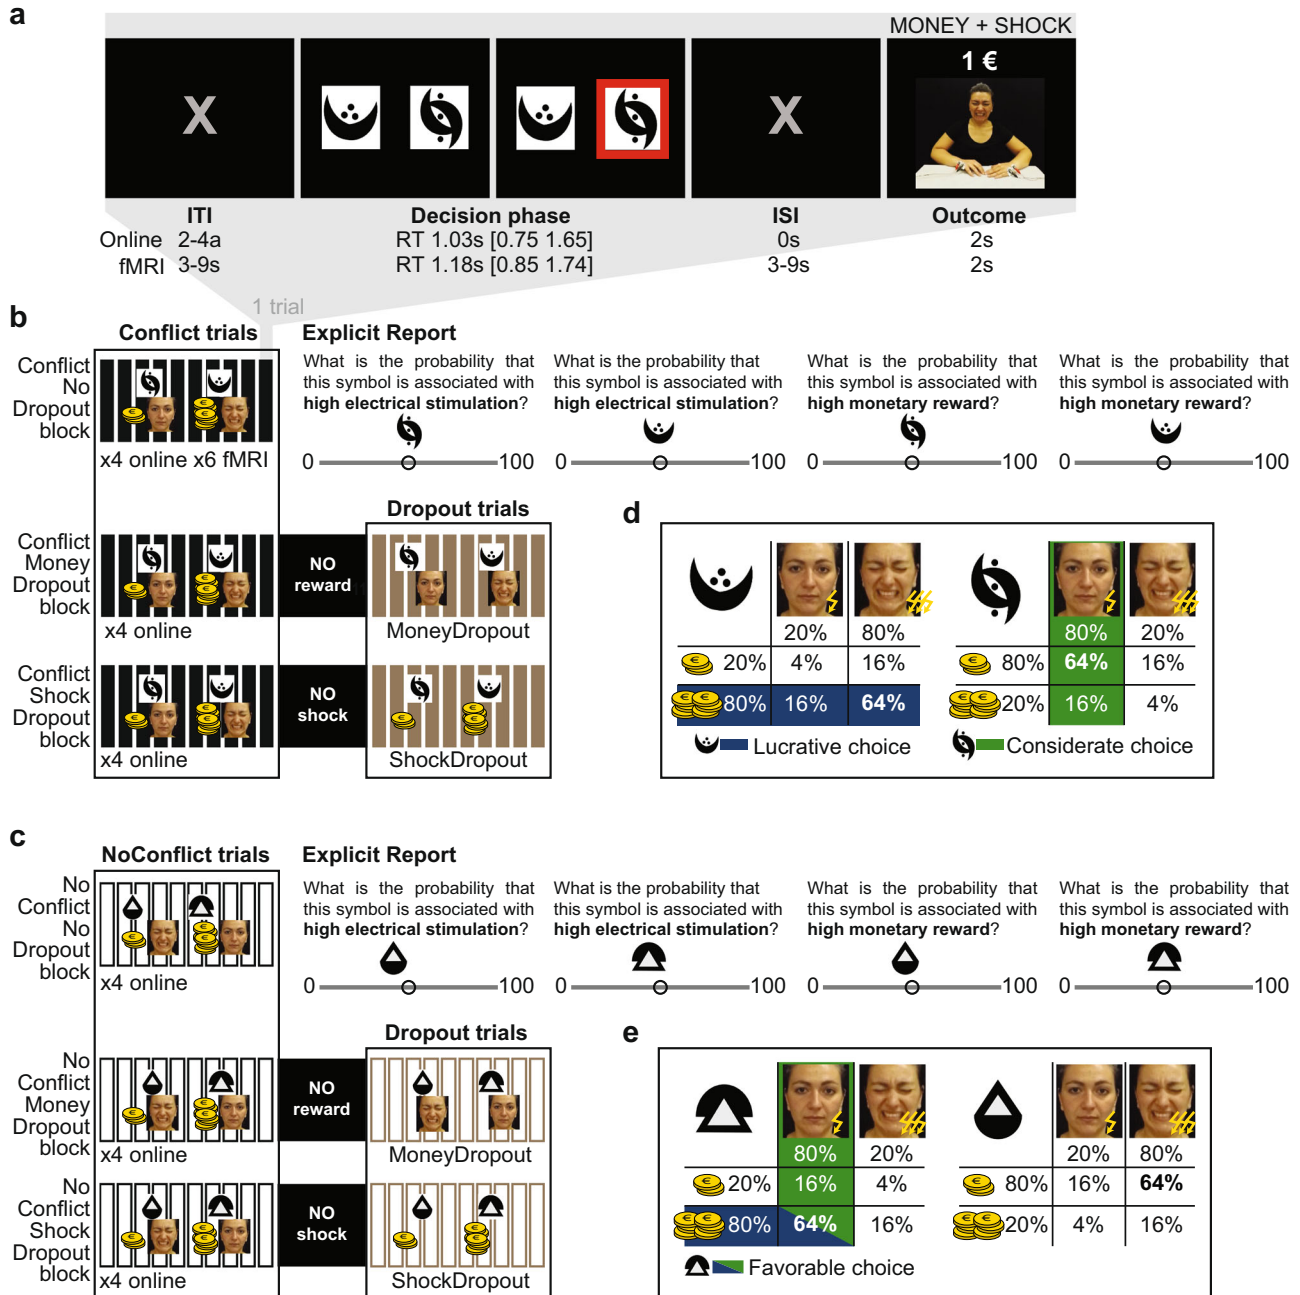 a
MONEY + SHOCK
1 €
X
X
ITI
Decision phase
ISI
Outcome
Online 2-4a RT 1.03s [0.75 1.65] 0s 2s
fMRI 3-9s RT 1.18s [0.85 1.74] 3-9s 2s
1 trial
b
Conflict trials
Explicit Report
Conflict
No
Dropout
block
x4 online x6 fMRI
What is the probability that
this symbol is associated with
high electrical stimulation?
0 100
What is the probability that
this symbol is associated with
high electrical stimulation?
0 100
What is the probability that
this symbol is associated with
high monetary reward?
0 100
What is the probability that
this symbol is associated with
high monetary reward?
0 100
Dropout trials
Conflict
Money
Dropout
block
x4 online
NO
reward
MoneyDropout
Conflict
Shock
Dropout
block
x4 online
NO
shock
ShockDropout
d
20% 80%
20% 4% 16%
80% 16% 64%
Lucrative choice
80% 20%
80% 64% 16%
20% 16% 4%
Considerate choice
c
NoConflict trials
Explicit Report
No
Conflict
No
Dropout
block
x4 online
What is the probability that
this symbol is associated with
high electrical stimulation?
0 100
What is the probability that
this symbol is associated with
high electrical stimulation?
0 100
What is the probability that
this symbol is associated with
high monetary reward?
0 100
What is the probability that
this symbol is associated with
high monetary reward?
0 100
Dropout trials
No
Conflict
Money
Dropout
block
x4 online
NO
reward
MoneyDropout
No
Conflict
Shock
Dropout
block
x4 online
NO
shock
ShockDropout
e
80% 20%
20% 16% 4%
80% 64% 16%
Favorable choice
20% 80%
80% 16% 64%
20% 4% 16%